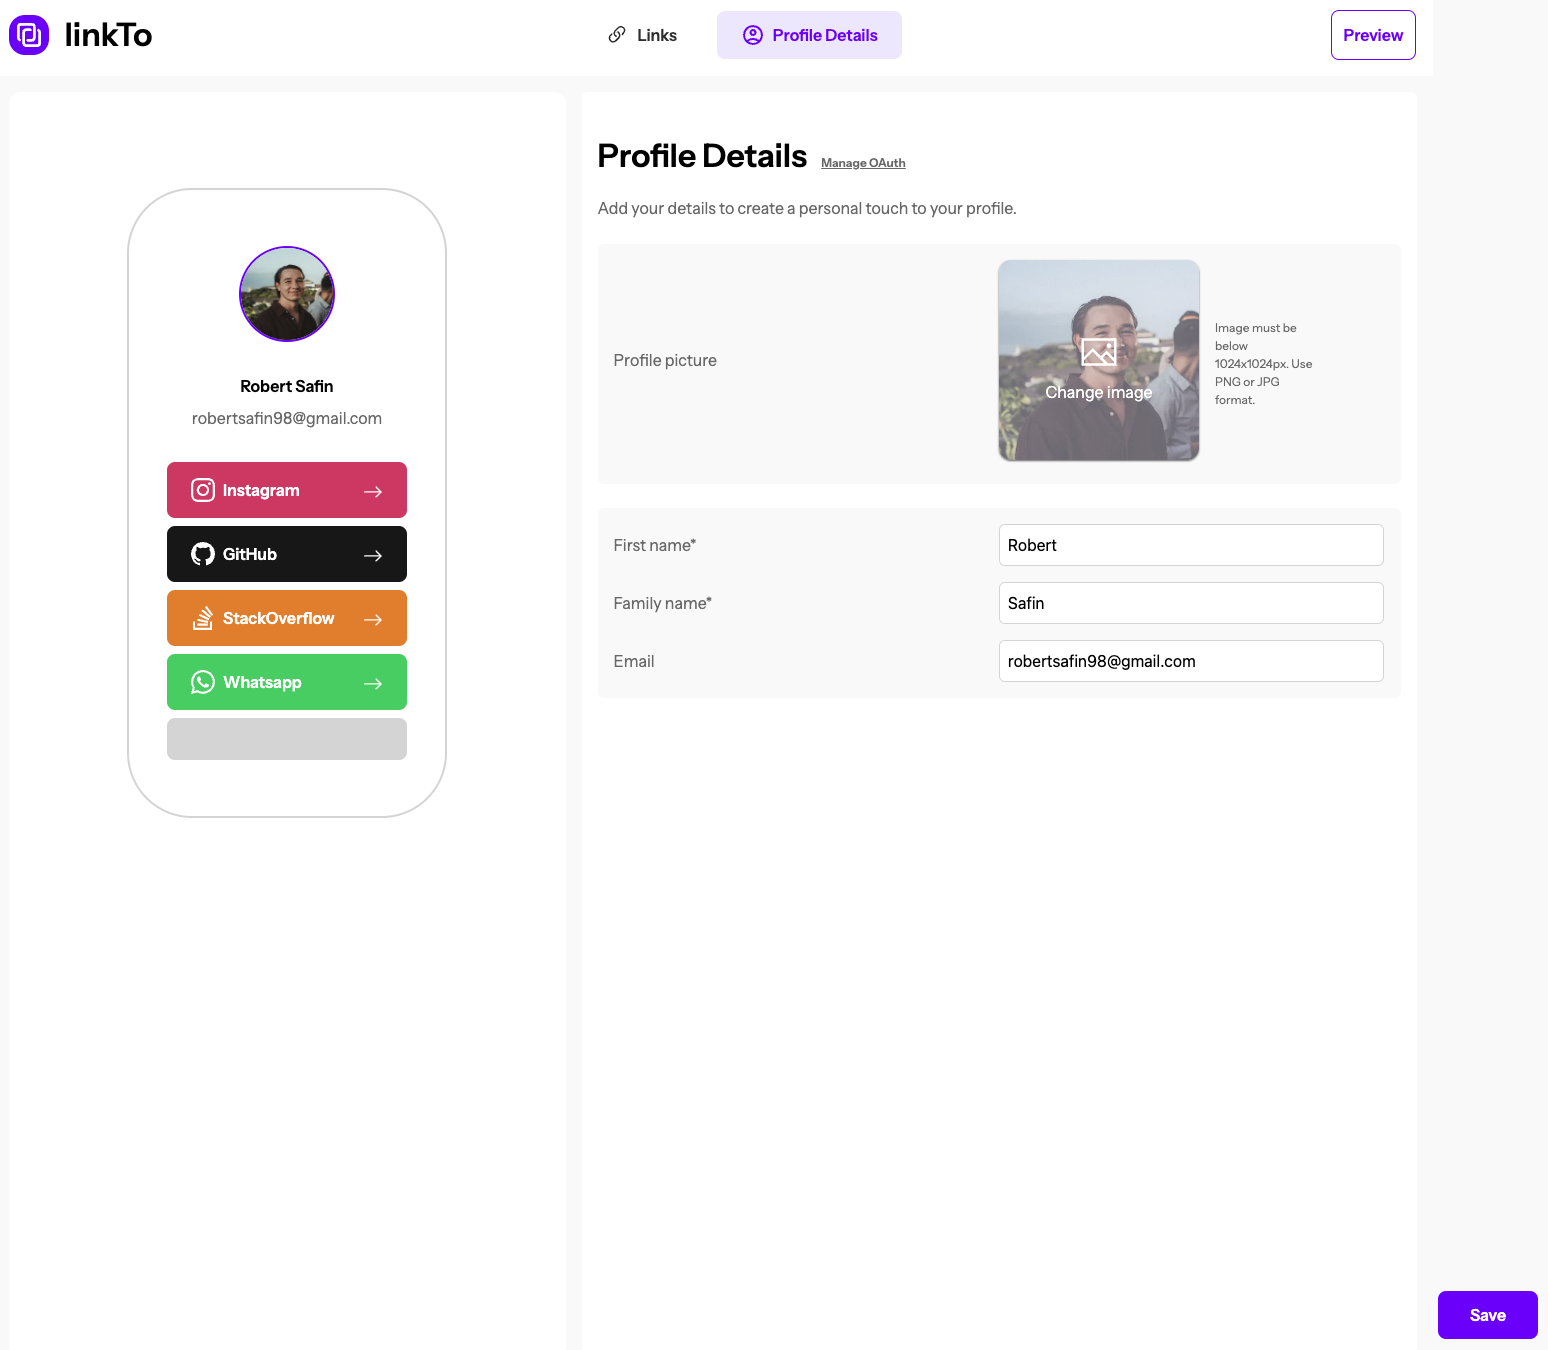 linkTo
Links
Profile Details
Preview
Robert Safin
robertsafin98@gmail.com
Instagram
GitHub
StackOverflow
Whatsapp
Profile Details Manage OAuth
Add your details to create a personal touch to your profile.
Profile picture
Change image
Image must be
below
1024x1024px. Use
PNG or JPG
format.
First name*
Robert
Family name*
Safin
Email
robertsafin98@gmail.com
Save